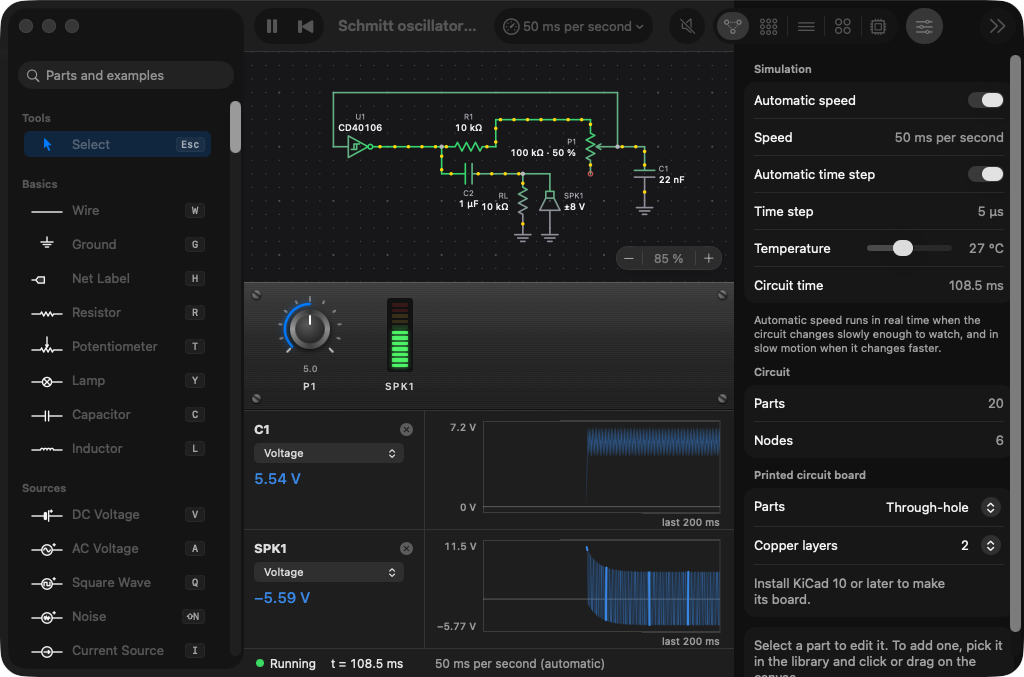 Schmitt oscillator...
50 ms per second
Parts and examples
Tools
Select
Esc
Basics
Wire
W
Ground
G
Net Label
H
Resistor
R
Potentiometer
T
Lamp
Y
Capacitor
C
Inductor
L
Sources
DC Voltage
V
AC Voltage
A
Square Wave
Q
Noise
Current Source
I
U1
CD40106
R1
10 kΩ
P1
100 kΩ · 50 %
C1
22 nF
C2
1 µF
RL
10 kΩ
SPK1
±8 V
− 85 % +
5.0
P1
SPK1
C1
Voltage
5.54 V
7.2 V
0 V
last 200 ms
SPK1
Voltage
−5.59 V
11.5 V
−5.77 V
last 200 ms
Running
t = 108.5 ms
50 ms per second (automatic)
Simulation
Automatic speed
Speed
50 ms per second
Automatic time step
Time step
5 µs
Temperature
27 °C
Circuit time
108.5 ms
Automatic speed runs in real time when the
circuit changes slowly enough to watch, and in
slow motion when it changes faster.
Circuit
Parts
20
Nodes
6
Printed circuit board
Parts
Through-hole
Copper layers
2
Install KiCad 10 or later to make
its board.
Select a part to edit it. To add one, pick it
in the library and click or drag on the